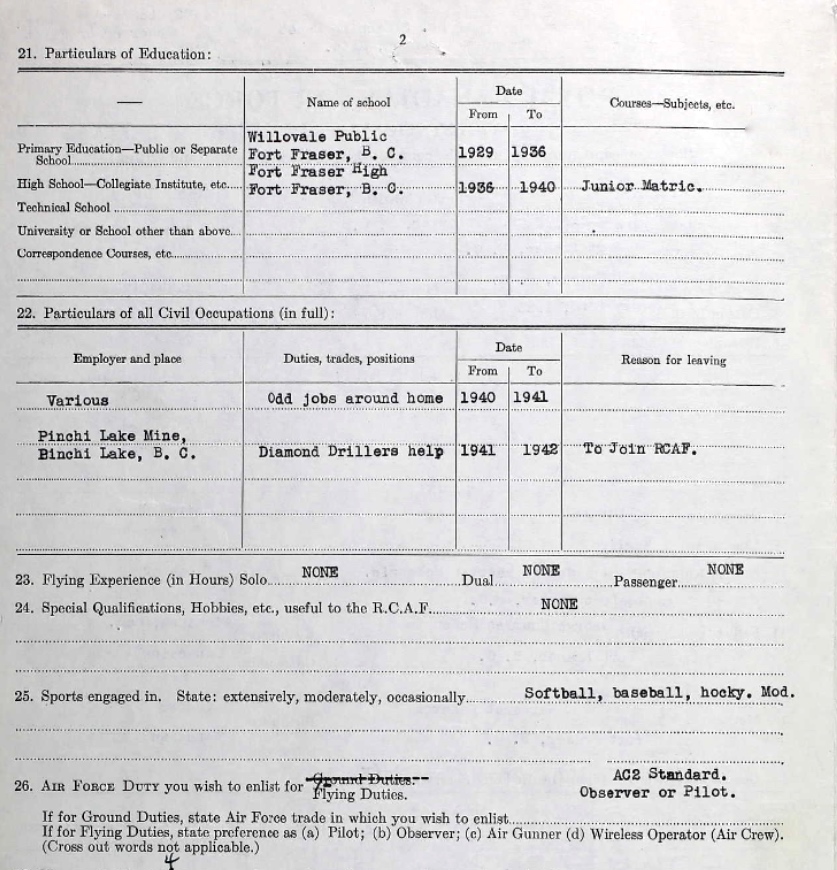 2
21. Particulars of Education:
— Name of school Date Courses—Subjects, etc.
From To
Willovale Public
Primary Education—Public or Separate Fort Fraser, B. C. 1929 1936
School
Fort Fraser High
High School—Collegiate Institute, etc. Fort Fraser, B. C. 1936 1940 Junior Matric.
Technical School
University or School other than above
Correspondence Courses, etc
22. Particulars of all Civil Occupations (in full):
Employer and place Duties, trades, positions Date Reason for leaving
From To
Various Odd jobs around home 1940 1941
Pinchi Lake Mine,
Binchi Lake, B. C. Diamond Drillers help 1941 1942 To Join RCAF.
23. Flying Experience (in Hours) Solo NONE Dual NONE Passenger NONE
24. Special Qualifications, Hobbies, etc., useful to the R.C.A.F. NONE
25. Sports engaged in. State: extensively, moderately, occasionally Softball, baseball, hocky. Mod.
26. AIR FORCE DUTY you wish to enlist for Ground Duties. AC2 Standard.
Flying Duties. Observer or Pilot.
If for Ground Duties, state Air Force trade in which you wish to enlist
If for Flying Duties, state preference as (a) Pilot; (b) Observer; (c) Air Gunner (d) Wireless Operator (Air Crew).
(Cross out words not applicable.)
4